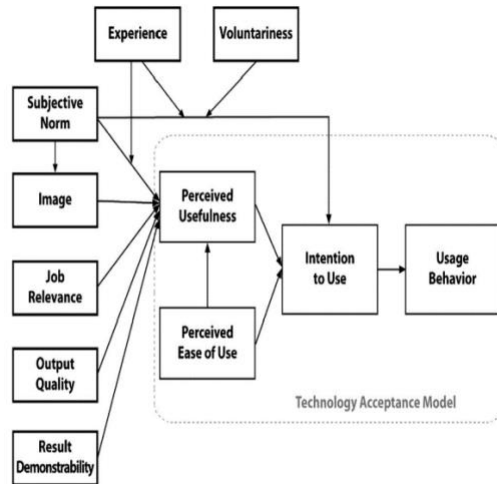 Experience
Voluntariness
Subjective
Norm
Image
Perceived
Usefulness
Job
Relevance
Intention
to Use
Usage
Behavior
Perceived
Ease of Use
Output
Quality
Technology Acceptance Model
Result
Demonstrability